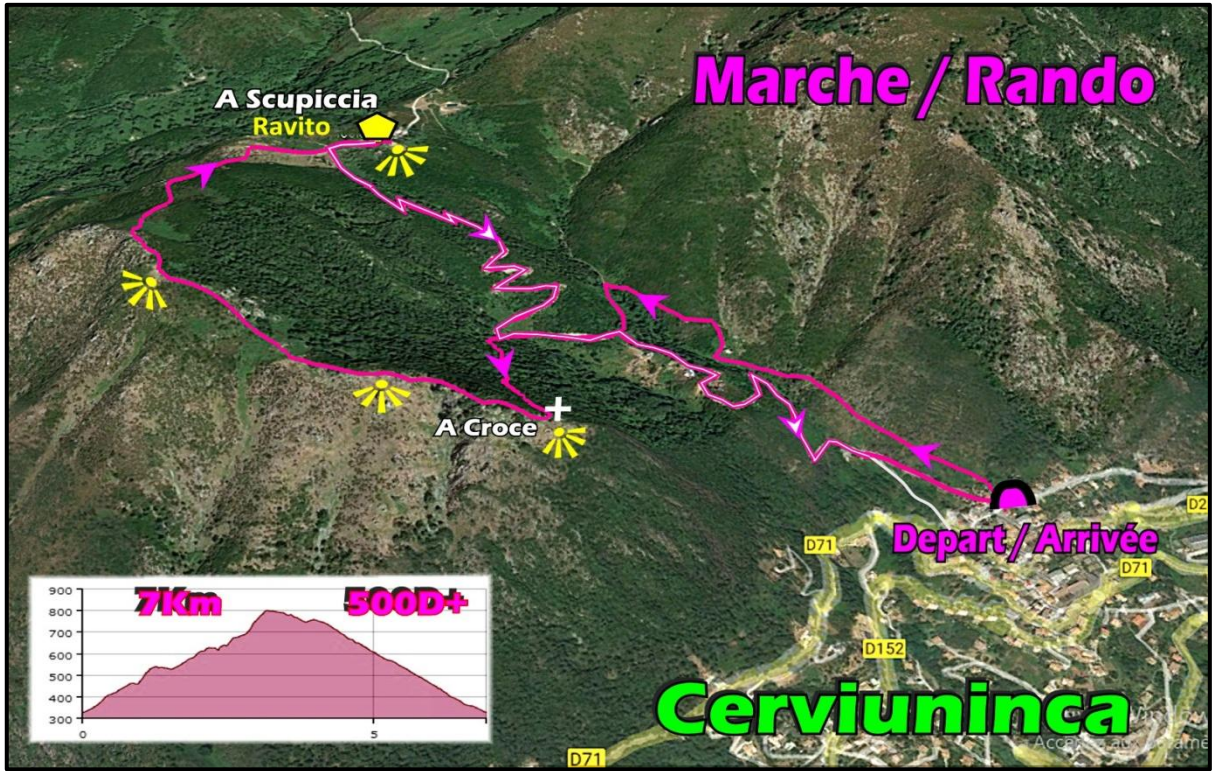 Marche / Rando
A Scupiccia
Ravito
A Croce
D2
D71
Depart / Arrivée
D71
D152
7Km 500D+
900
800
700
600
500
400
300
0 5
Cerviuninca
D71